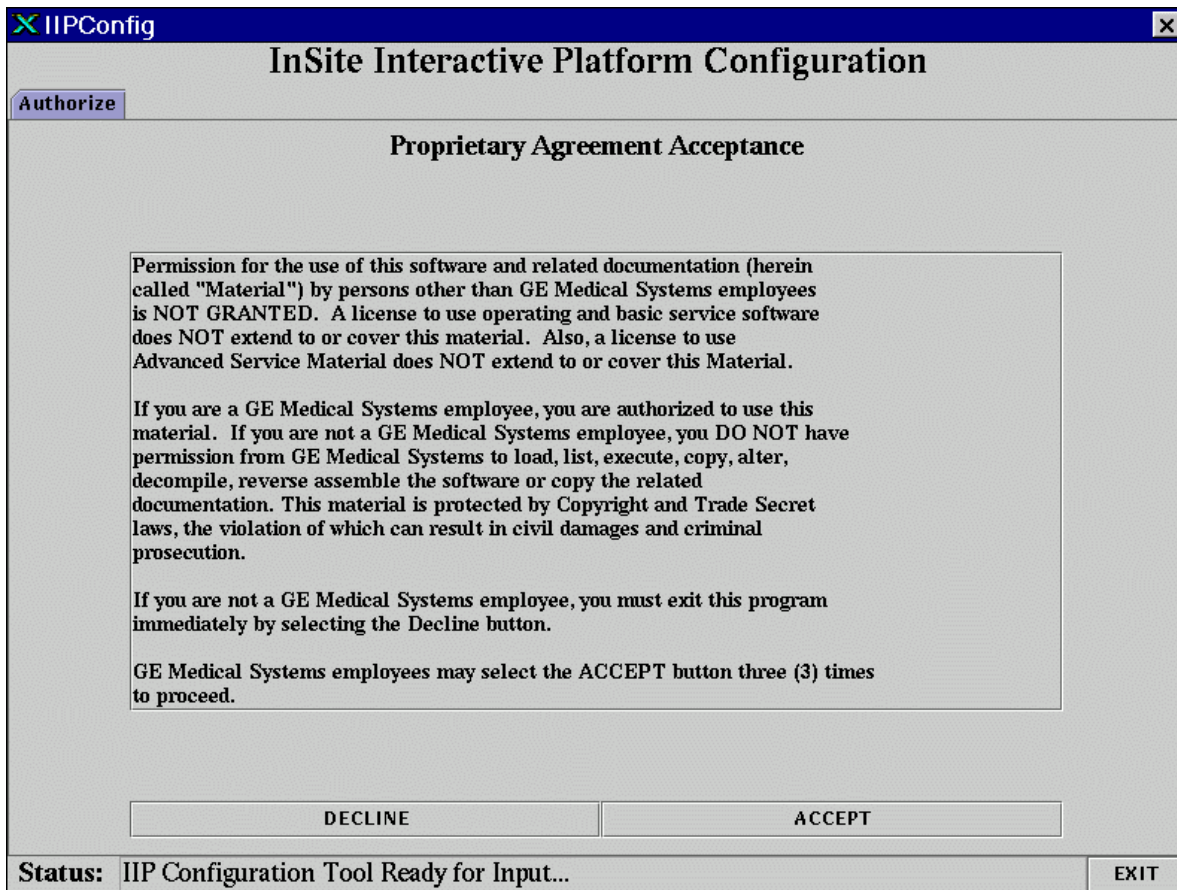 IIPConfig
InSite Interactive Platform Configuration
Authorize
Proprietary Agreement Acceptance
Permission for the use of this software and related documentation (herein
called "Material") by persons other than GE Medical Systems employees
is NOT GRANTED.  A license to use operating and basic service software
does NOT extend to or cover this material.  Also, a license to use
Advanced Service Material does NOT extend to or cover this Material.
If you are a GE Medical Systems employee, you are authorized to use this
material.  If you are not a GE Medical Systems employee, you DO NOT have
permission from GE Medical Systems to load, list, execute, copy, alter,
decompile, reverse assemble the software or copy the related
documentation. This material is protected by Copyright and Trade Secret
laws, the violation of which can result in civil damages and criminal
prosecution.
If you are not a GE Medical Systems employee, you must exit this program
immediately by selecting the Decline button.
GE Medical Systems employees may select the ACCEPT button three (3) times
to proceed.
DECLINE ACCEPT
Status: IIP Configuration Tool Ready for Input... EXIT